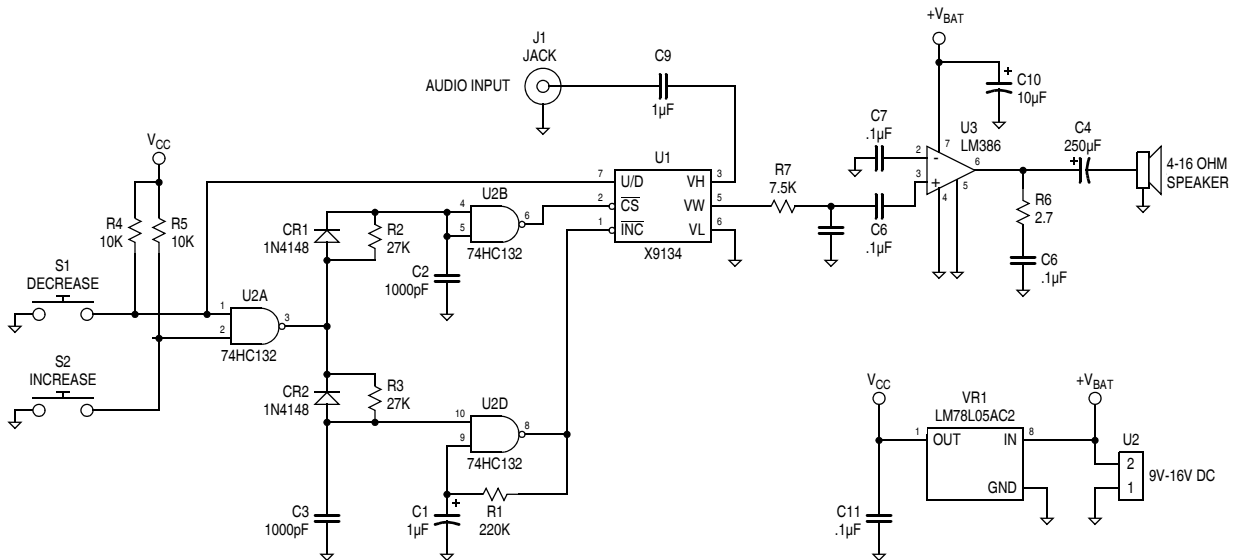 +VBAT
J1
JACK
AUDIO INPUT
C9
1µF
+
C10
10µF
C7
.1µF
7
U3
LM386
2
-
3
+
6
5
4
C4
250µF
+
4-16 OHM
SPEAKER
VCC
R4
10K
R5
10K
U1
7
U/D
VH
3
2
CS
VW
5
1
INC
VL
6
X9134
R7
7.5K
C6
.1µF
R6
2.7
C6
.1µF
U2B
4
5
6
74HC132
CR1
1N4148
R2
27K
C2
1000pF
S1
DECREASE
U2A
1
2
3
74HC132
S2
INCREASE
CR2
1N4148
R3
27K
U2D
10
9
8
74HC132
C3
1000pF
C1
1µF
+
R1
220K
VCC
+VBAT
VR1
LM78L05AC2
1
OUT
IN
8
GND
U2
2
1
9V-16V DC
C11
.1µF